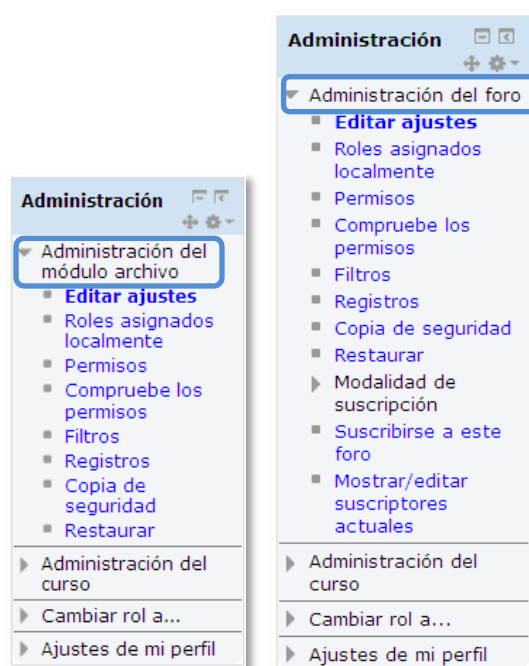 Administración
Administración del
módulo archivo
Editar ajustes
Roles asignados
localmente
Permisos
Compruebe los
permisos
Filtros
Registros
Copia de
seguridad
Restaurar
Administración del
curso
Cambiar rol a...
Ajustes de mi perfil
Administración
Administración del foro
Editar ajustes
Roles asignados
localmente
Permisos
Compruebe los
permisos
Filtros
Registros
Copia de seguridad
Restaurar
Modalidad de
suscripción
Suscribirse a este
foro
Mostrar/editar
suscriptores
actuales
Administración del
curso
Cambiar rol a...
Ajustes de mi perfil